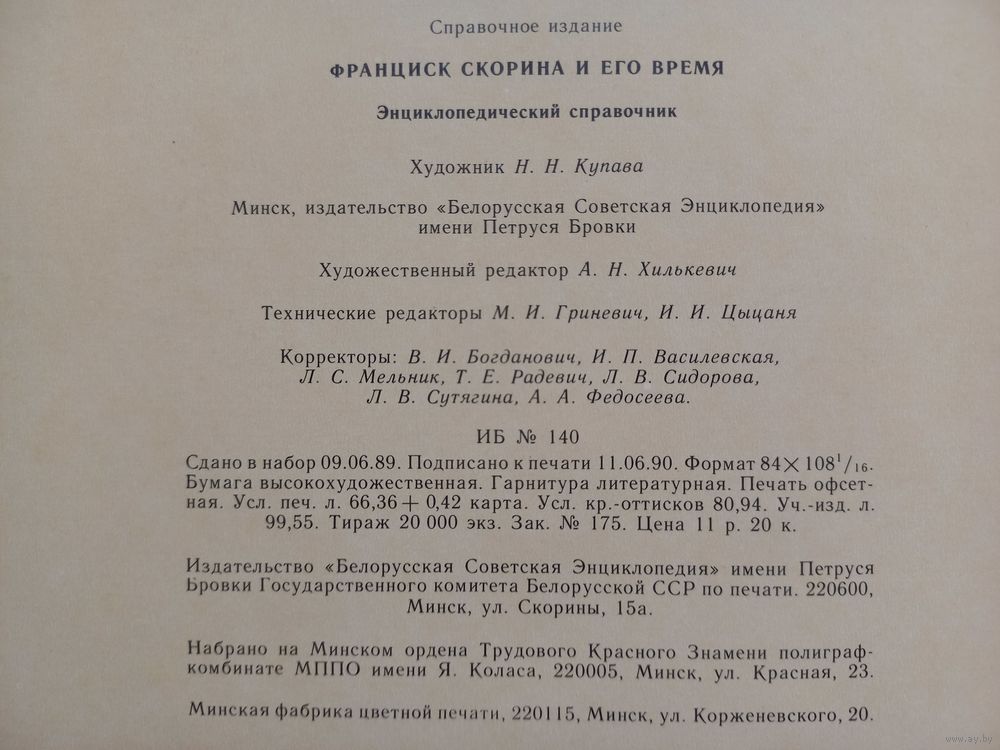 Справочное издание
ФРАНЦИСК СКОРИНА И ЕГО ВРЕМЯ
Энциклопедический справочник
Художник Н. Н. Купава
Минск, издательство «Белорусская Советская Энциклопедия»
имени Петруся Бровки
Художественный редактор А. Н. Хилькевич
Технические редакторы М. И. Гриневич, И. И. Цыцаня
Корректоры: В. И. Богданович, И. П. Василевская,
Л. С. Мельник, Т. Е. Радевич, Л. В. Сидорова,
Л. В. Сутягина, А. А. Федосеева.
ИБ № 140
Сдано в набор 09.06.89. Подписано к печати 11.06.90. Формат 84×108¹/₁₆.
Бумага высокохудожественная. Гарнитура литературная. Печать офсет-
ная. Усл. печ. л. 66,36+0,42 карта. Усл. кр.-оттисков 80,94. Уч.-изд. л.
99,55. Тираж 20 000 экз. Зак. № 175. Цена 11 р. 20 к.
Издательство «Белорусская Советская Энциклопедия» имени Петруся
Бровки Государственного комитета Белорусской ССР по печати. 220600,
Минск, ул. Скорины, 15а.
Набрано на Минском ордена Трудового Красного Знамени полиграф-
комбинате МППО имени Я. Коласа, 220005, Минск, ул. Красная, 23.
Минская фабрика цветной печати, 220115, Минск, ул. Корженевского, 20.
www.ay.by